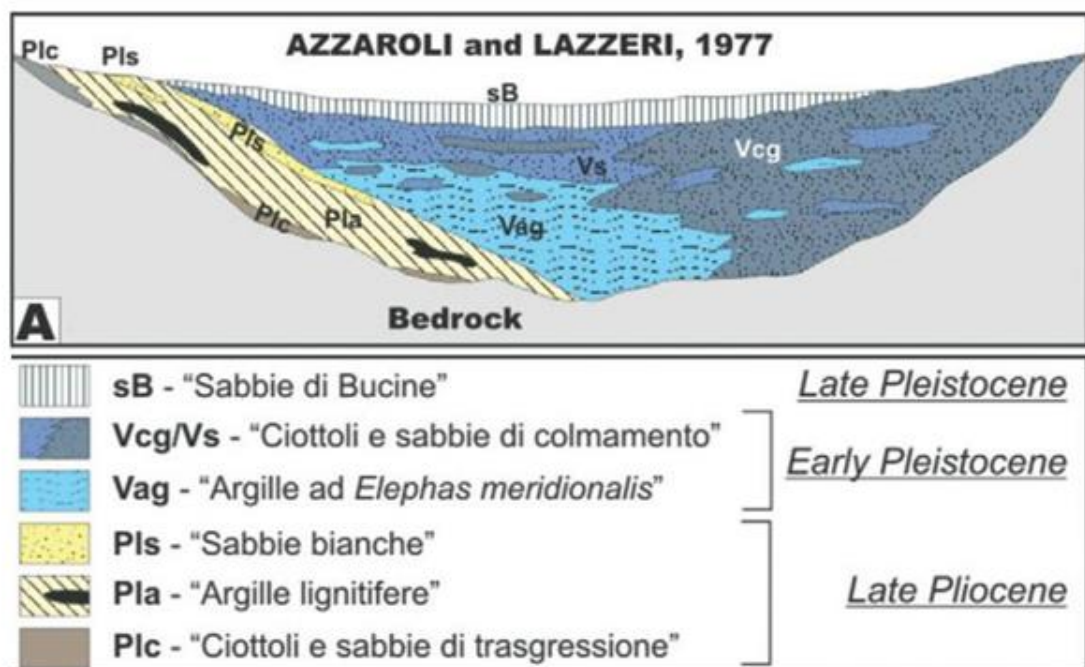 Plc
Pls
AZZAROLI and LAZZERI, 1977
sB
Pls
Vs
Vcg
Plc
Pla
Vag
A
Bedrock
sB - “Sabbie di Bucine”
Late Pleistocene
Vcg/Vs - “Ciottoli e sabbie di colmamento”
Early Pleistocene
Vag - “Argille ad Elephas meridionalis”
Pls - “Sabbie bianche”
Pla - “Argille lignitifere”
Late Pliocene
Plc - “Ciottoli e sabbie di trasgressione”